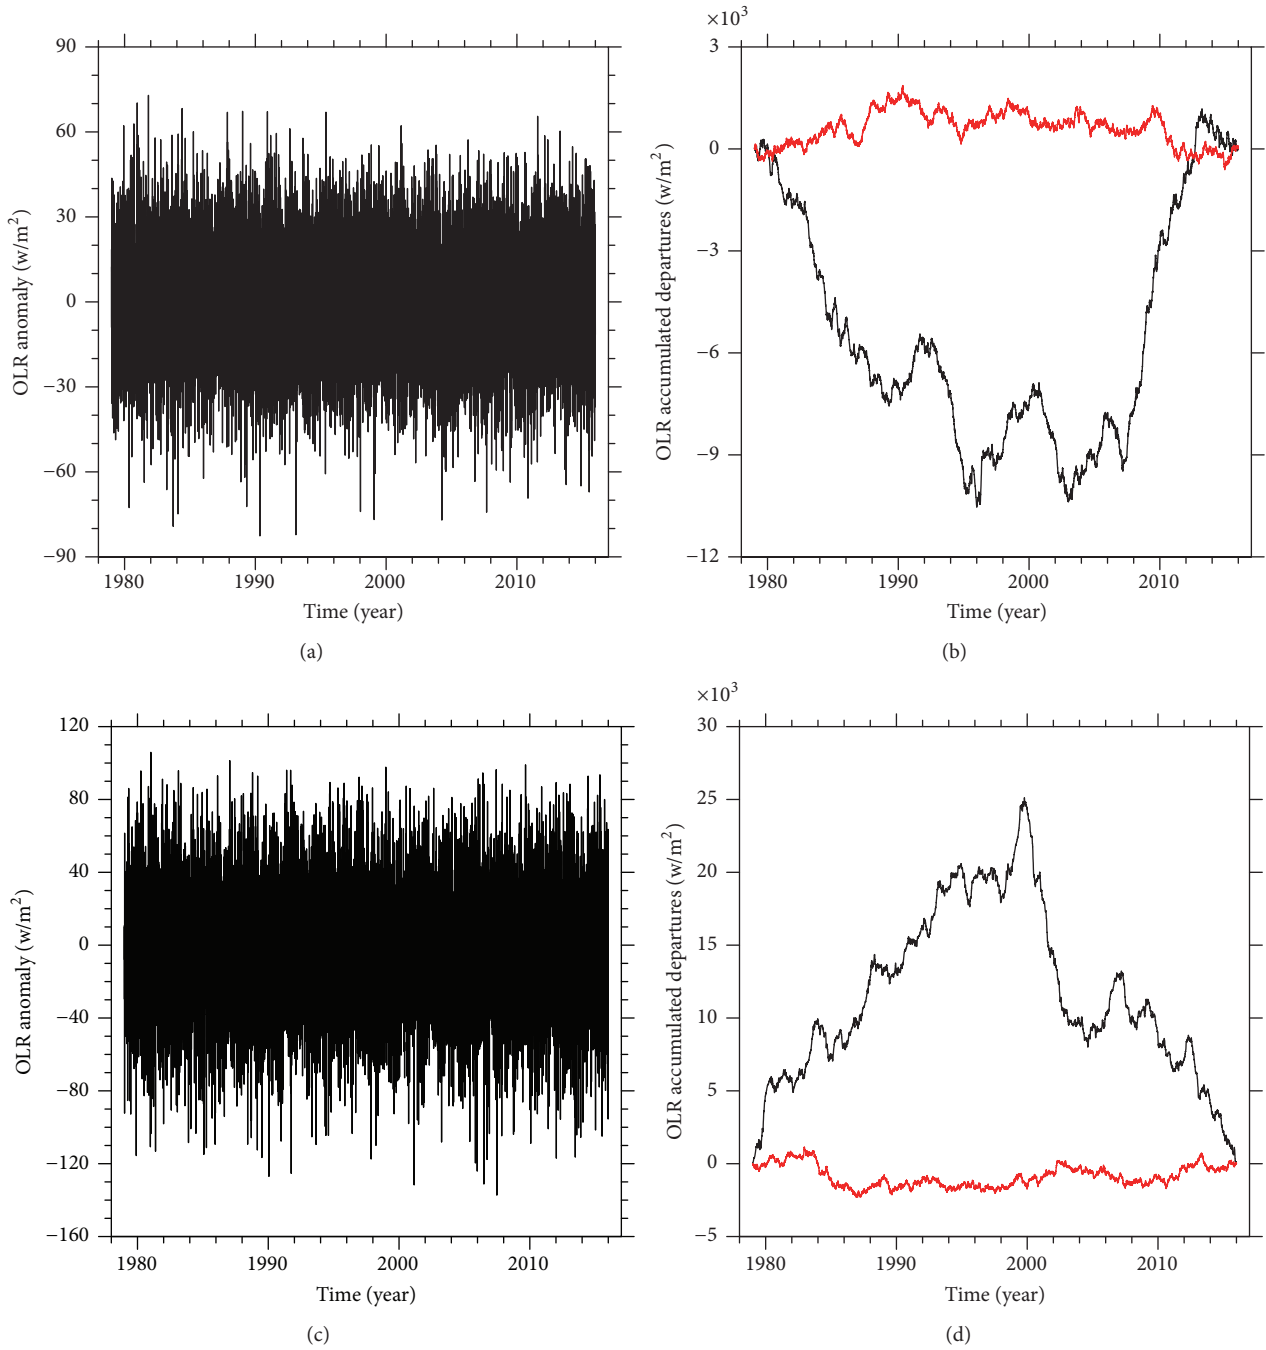 90
60
30
0
−30
−60
−90
OLR anomaly (w/m²)
1980 1990 2000 2010
Time (year)
(a)
×10³
3
0
−3
−6
−9
−12
OLR accumulated departures (w/m²)
1980 1990 2000 2010
Time (year)
(b)
120
80
40
0
−40
−80
−120
−160
OLR anomaly (w/m²)
1980 1990 2000 2010
Time (year)
(c)
×10³
30
25
20
15
10
5
0
−5
OLR accumulated departures (w/m²)
1980 1990 2000 2010
Time (year)
(d)